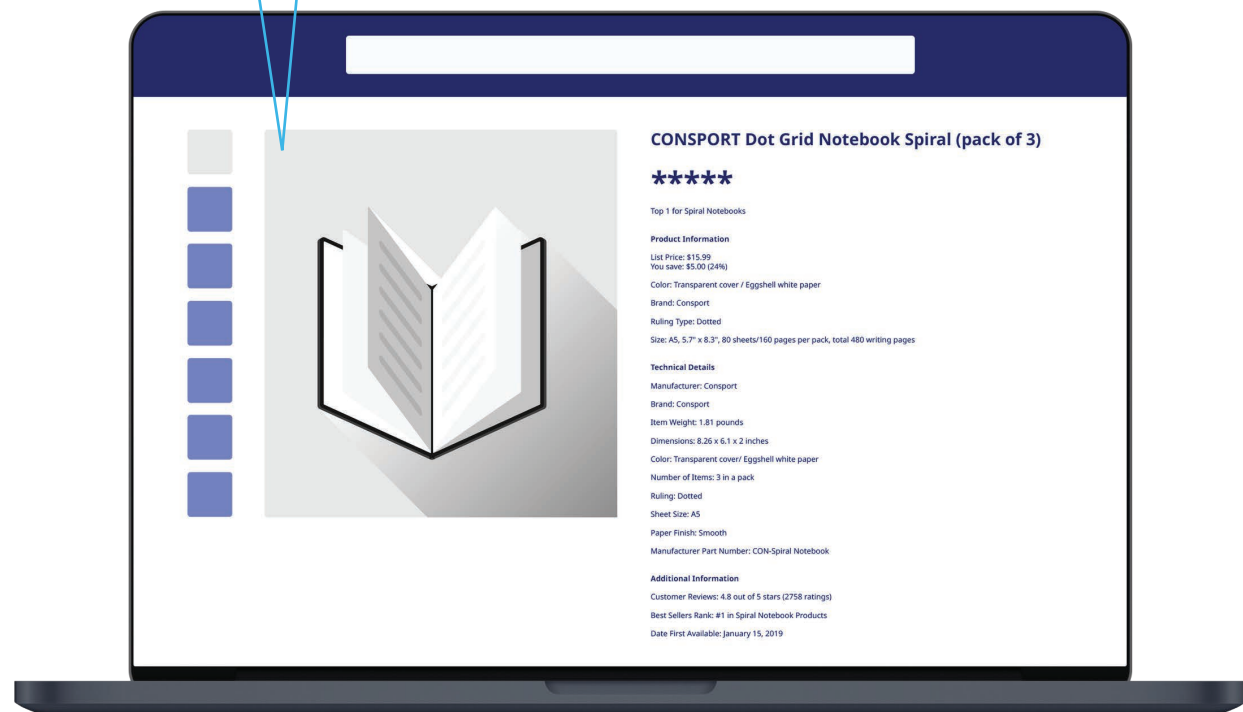 CONSPORT Dot Grid Notebook Spiral (pack of 3)
*****
Top 1 for Spiral Notebooks
Product Information
List Price: $15.99
You save: $5.00 (24%)
Color: Transparent cover / Eggshell white paper
Brand: Consport
Ruling Type: Dotted
Size: A5, 5.7" x 8.3", 80 sheets/160 pages per pack, total 480 writing pages
Technical Details
Manufacturer: Consport
Brand: Consport
Item Weight: 1.81 pounds
Dimensions: 8.26 x 6.1 x 2 inches
Color: Transparent cover/ Eggshell white paper
Number of Items: 3 in a pack
Ruling: Dotted
Sheet Size: A5
Paper Finish: Smooth
Manufacturer Part Number: CON-Spiral Notebook
Additional Information
Customer Reviews: 4.8 out of 5 stars (2758 ratings)
Best Sellers Rank: #1 in Spiral Notebook Products
Date First Available: January 15, 2019